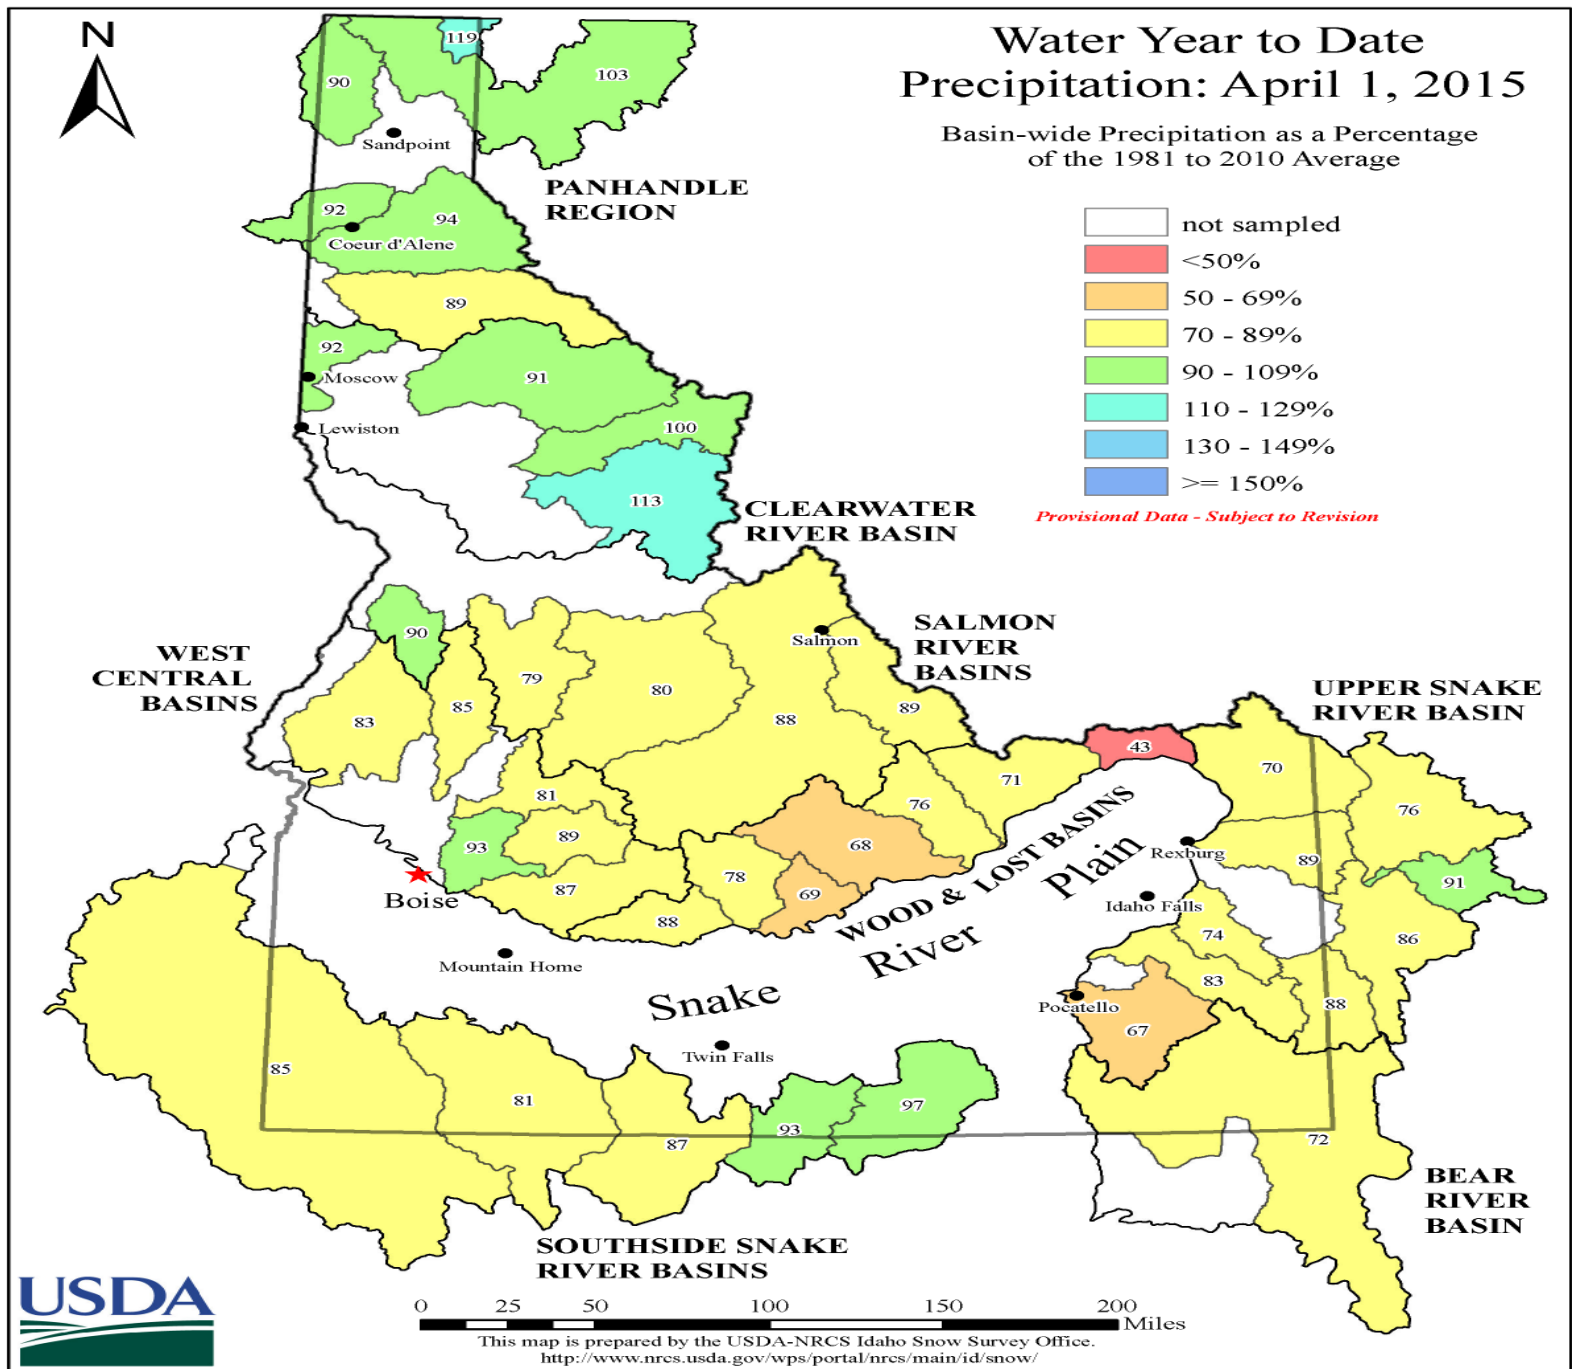 N
Water Year to Date
Precipitation: April 1, 2015
Basin-wide Precipitation as a Percentage
of the 1981 to 2010 Average
not sampled
<50%
50 - 69%
70 - 89%
90 - 109%
110 - 129%
130 - 149%
>= 150%
Provisional Data - Subject to Revision
119
90
103
Sandpoint
PANHANDLE
REGION
92
94
Coeur d'Alene
89
92
Moscow
91
Lewiston
100
113
CLEARWATER
RIVER BASIN
WEST
CENTRAL
BASINS
90
83
85
79
80
88
Salmon
89
SALMON
RIVER
BASINS
UPPER SNAKE
RIVER BASIN
43
70
76
71
76
81
89
93
87
88
78
68
69
WOOD & LOST BASINS
Rexburg
89
91
Boise
Idaho Falls
74
86
Mountain Home
Snake
River
Plain
83
88
Pocatello
67
Twin Falls
85
81
87
93
97
72
BEAR
RIVER
BASIN
SOUTHSIDE SNAKE
RIVER BASINS
USDA
0 25 50 100 150 200
Miles
This map is prepared by the USDA-NRCS Idaho Snow Survey Office.
http://www.nrcs.usda.gov/wps/portal/nrcs/main/id/snow/